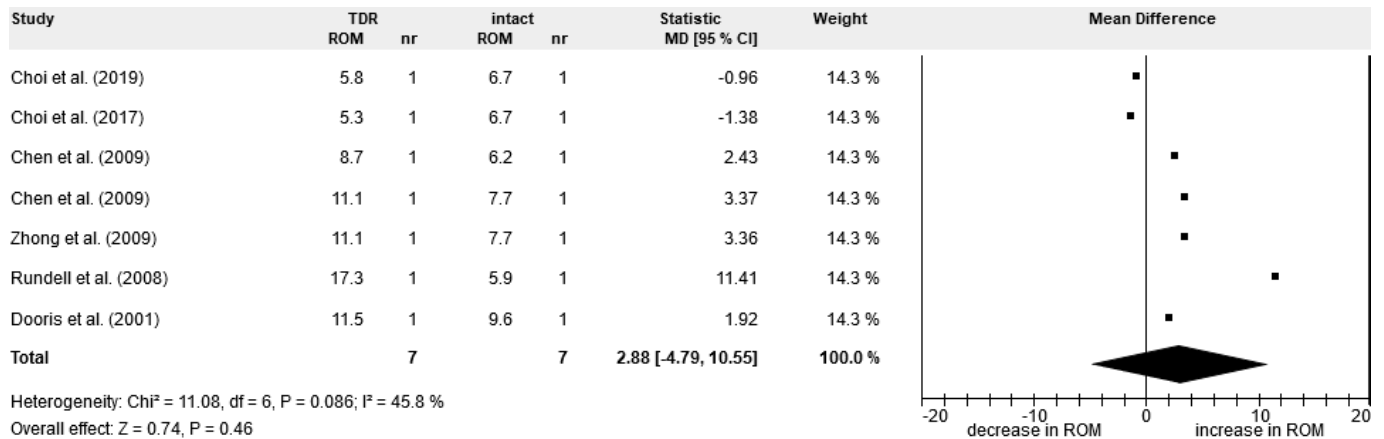 Study TDR intact Statistic Weight Mean Difference
ROM nr ROM nr MD [95 % CI]
Choi et al. (2019) 5.8 1 6.7 1 -0.96 14.3 %
Choi et al. (2017) 5.3 1 6.7 1 -1.38 14.3 %
Chen et al. (2009) 8.7 1 6.2 1 2.43 14.3 %
Chen et al. (2009) 11.1 1 7.7 1 3.37 14.3 %
Zhong et al. (2009) 11.1 1 7.7 1 3.36 14.3 %
Rundell et al. (2008) 17.3 1 5.9 1 11.41 14.3 %
Dooris et al. (2001) 11.5 1 9.6 1 1.92 14.3 %
Total 7 7 2.88 [-4.79, 10.55] 100.0 %
Heterogeneity: Chi² = 11.08, df = 6, P = 0.086; I² = 45.8 %
Overall effect: Z = 0.74, P = 0.46
-20 -10 0 10 20
decrease in ROM increase in ROM